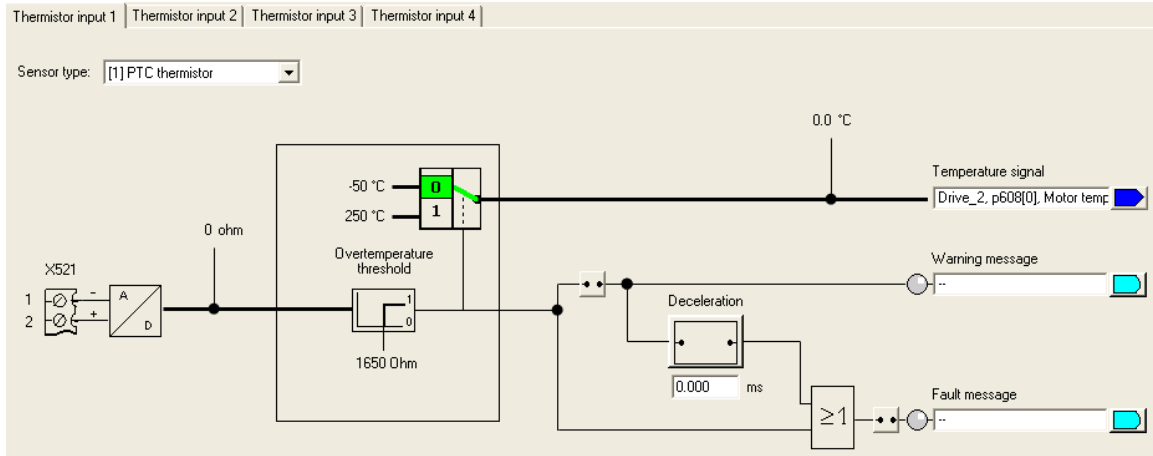 Thermistor input 1 Thermistor input 2 Thermistor input 3 Thermistor input 4
Sensor type: [1] PTC thermistor
0.0 °C
-50 °C 0
Temperature signal
Drive_2, p608[0], Motor temp
250 °C 1
0 ohm
Overtemperature
threshold
Warning message
--
X521
1 - A
2 + D
1
0
Deceleration
1650 Ohm
0.000 ms
≥1
Fault message
--